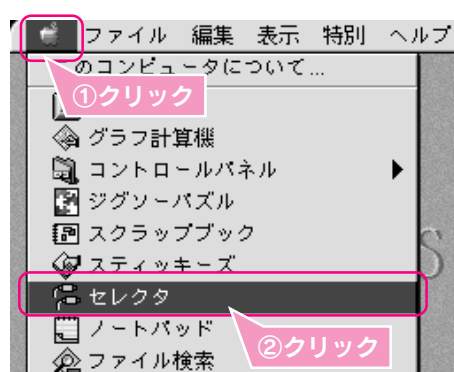 ファイル 編集 表示 特別 ヘルプ
のコンピュータについて...
①クリック
グラフ計算機
コントロールパネル
ジグソーパズル
スクラップブック
スティッキーズ
セレクタ
ノートパッド
②クリック
ファイル検索
S